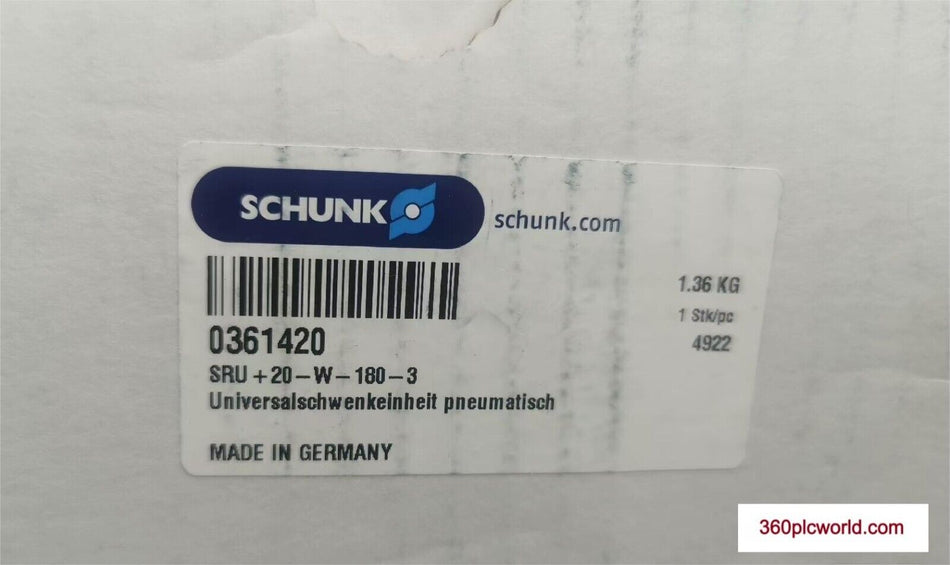 SCHUNK
schunk.com
1.36 KG
1 Stk/pc
4922
0361420
SRU+20-W-180-3
Universalschwenkeinheit pneumatisch
MADE IN GERMANY
360plcworld.com